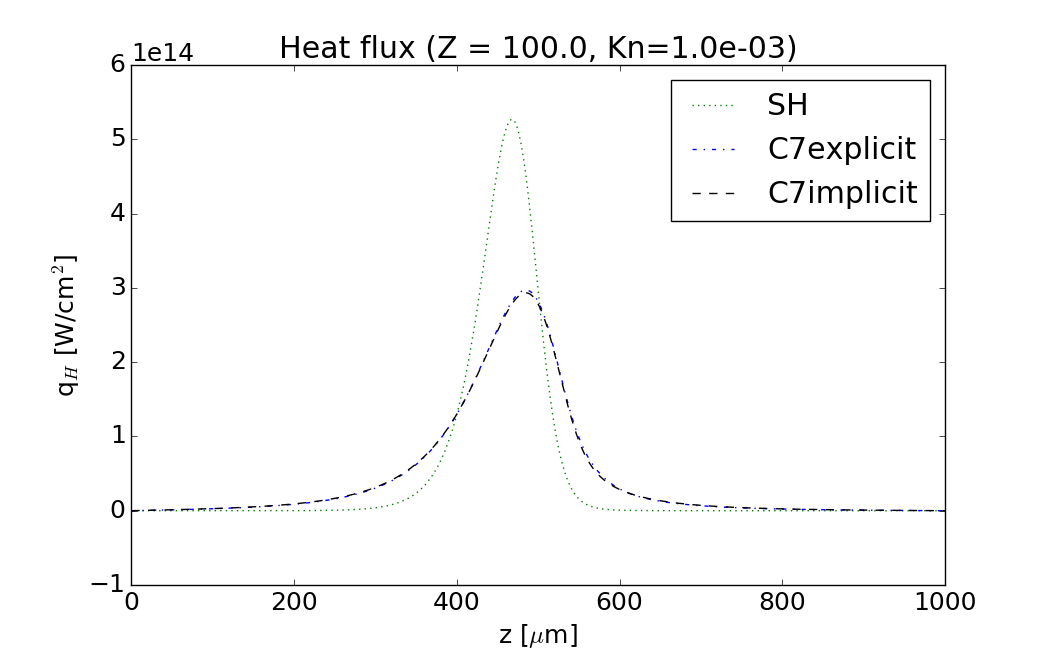 Heat flux (Z = 100.0, Kn=1.0e-03)
1e14
6
5
4
3
2
1
0
−1
q_H [W/cm²]
SH
C7explicit
C7implicit
0 200 400 600 800 1000
z [μm]